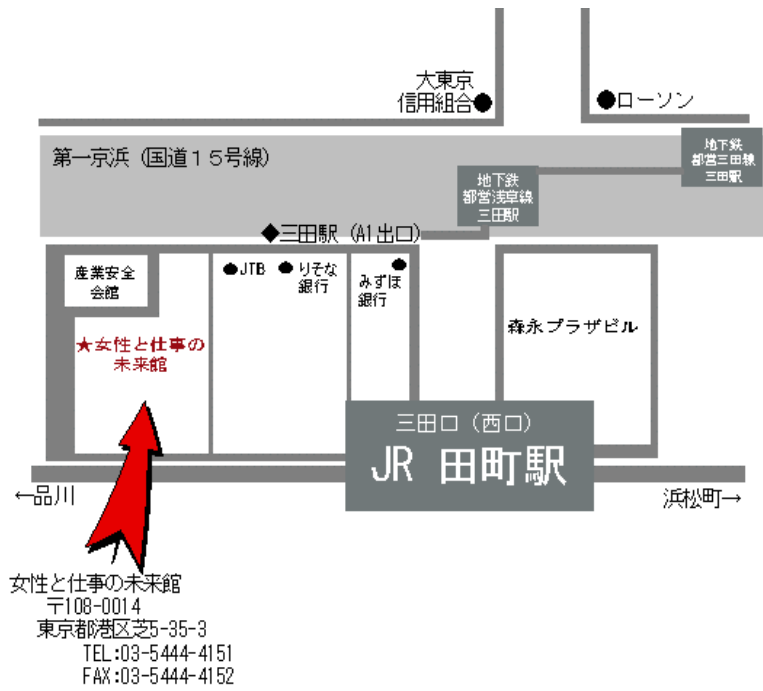 大東京
信用組合●
●ローソン
第一京浜（国道１５号線）
地下鉄
都営三田線
三田駅
地下鉄
都営浅草線
三田駅
◆三田駅（A1出口）
産業安全
会館
●JTB
●りそな
銀行
みずほ
銀行
森永プラザビル
★女性と仕事の
未来館
三田口（西口）
JR 田町駅
←品川
浜松町→
女性と仕事の未来館
〒108-0014
東京都港区芝5-35-3
TEL:03-5444-4151
FAX:03-5444-4152